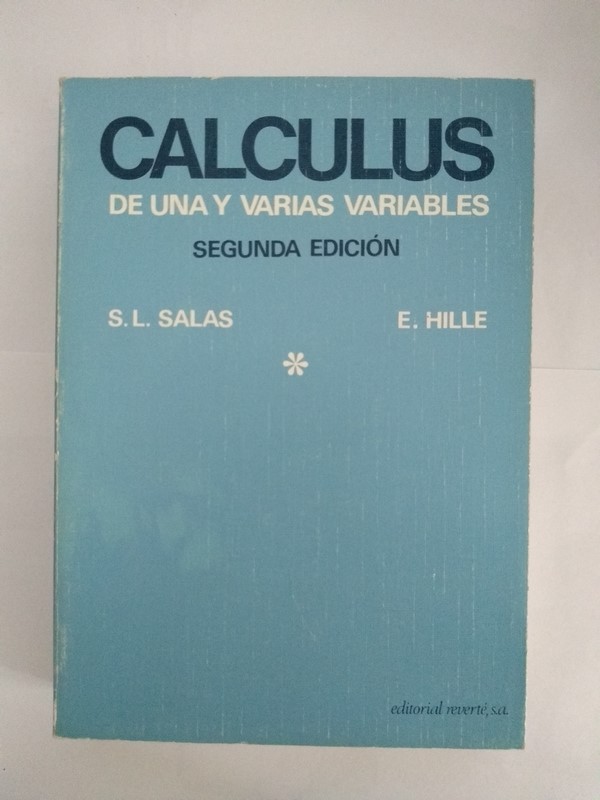 CALCULUS
DE UNA Y VARIAS VARIABLES
SEGUNDA EDICIÓN
S. L. SALAS E. HILLE
*
editorial reverté, s.a.